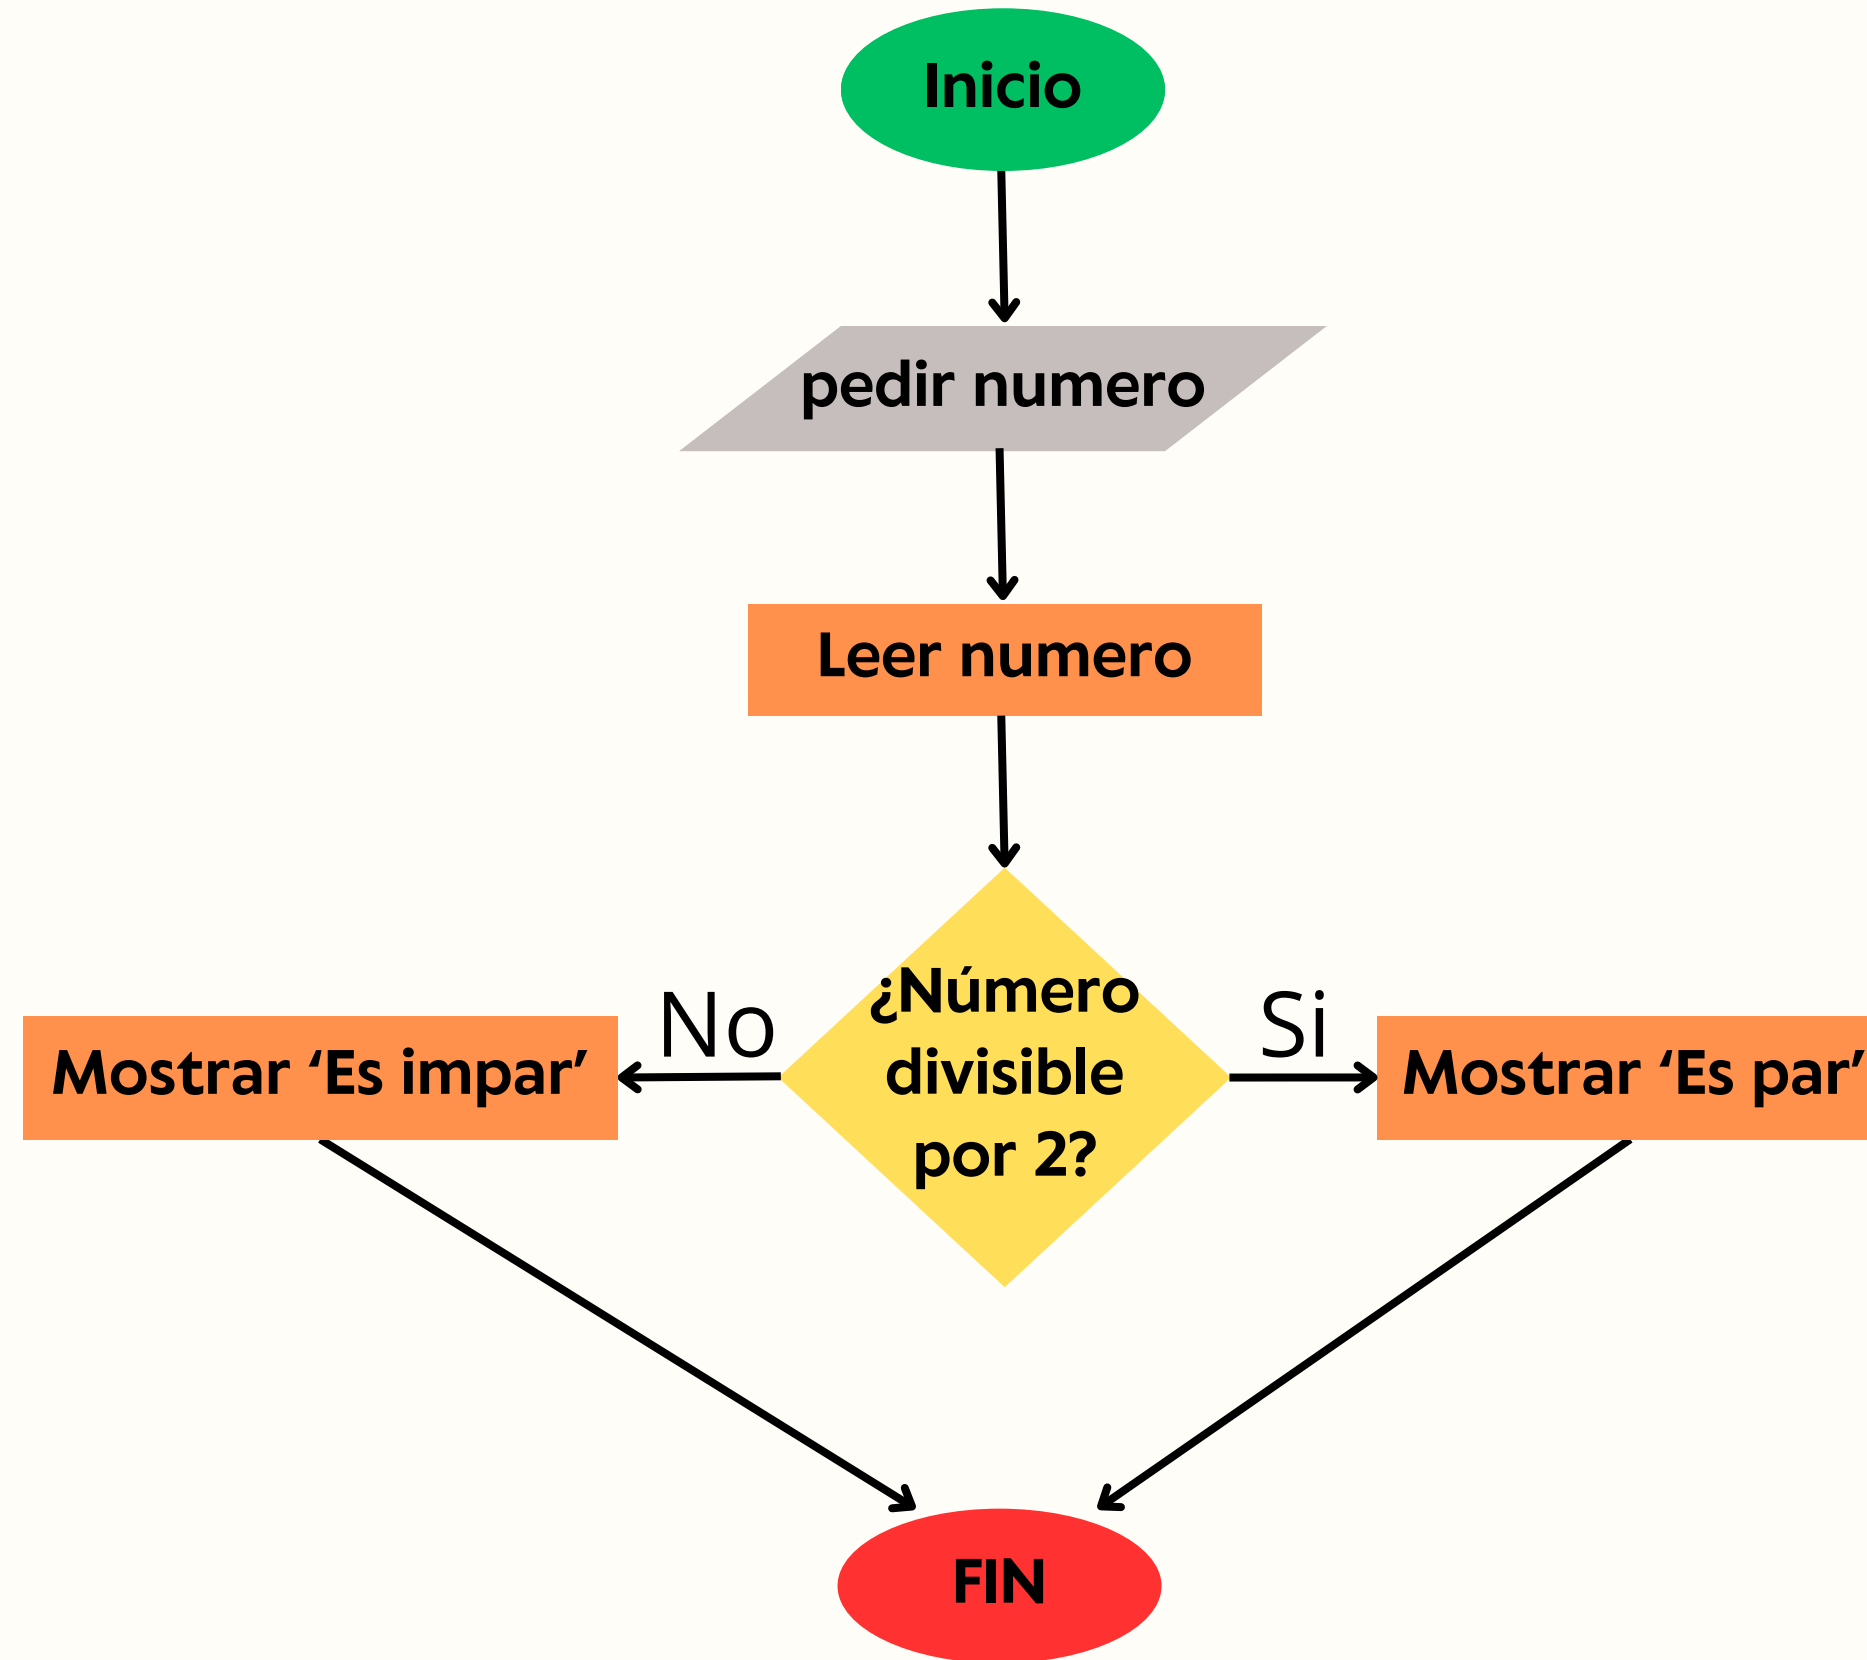 Inicio
pedir numero
Leer numero
¿Número
divisible
por 2?
No
Si
Mostrar ‘Es impar’
Mostrar ‘Es par’
FIN